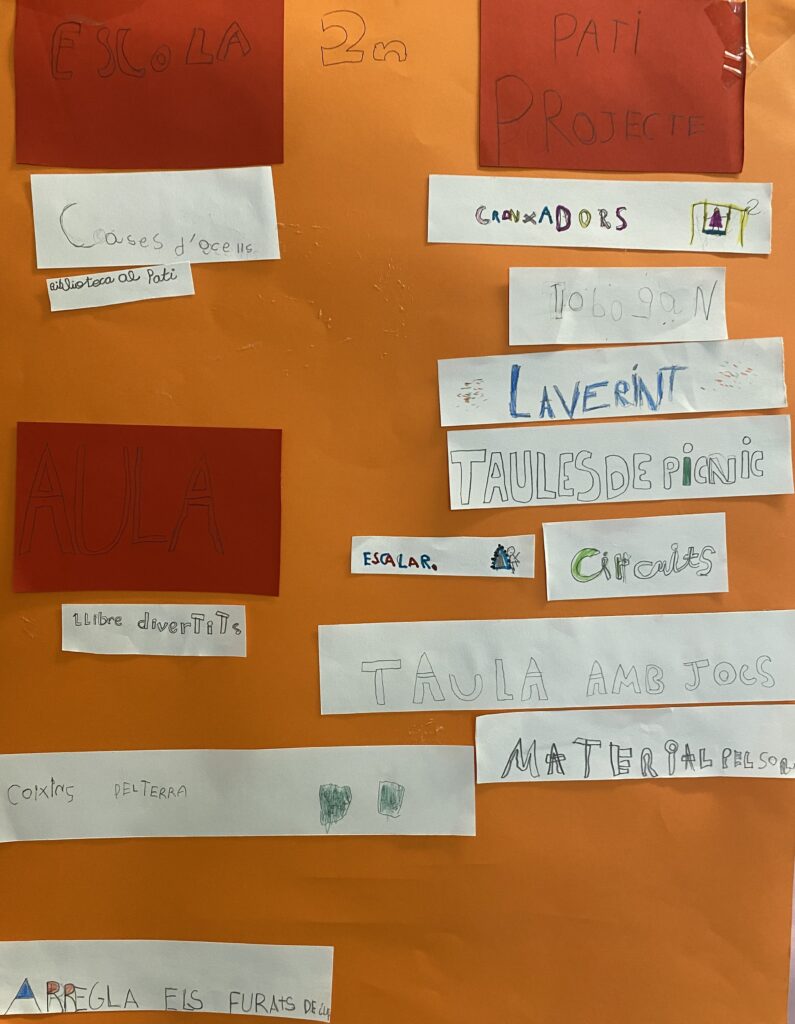 ESCOLA
2n
PATI
PROJECTE
Cases d'ocells
Biblioteca al Pati
GRONXADORS
TobogaN
LAVERINT
TAULES DE PICNIC
AULA
ESCALAR.
Circuits
LLibre diverTiTs
TAULA AMB JOCS
MATERIAL PEL
COIXINS PEL TERRA
ARREGLA ELS FURATS DE